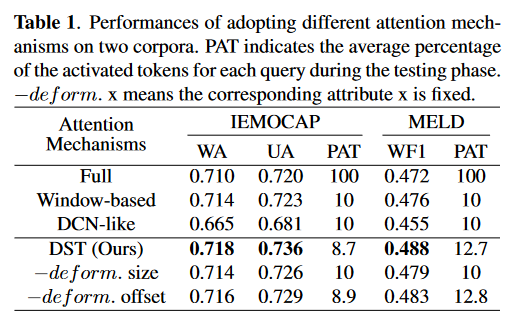 Table 1. Performances of adopting different attention mech-
anisms on two corpora. PAT indicates the average percentage
of the activated tokens for each query during the testing phase.
−deform. x means the corresponding attribute x is fixed.
Attention Mechanisms IEMOCAP MELD
WA UA PAT WF1 PAT
Full 0.710 0.720 100 0.472 100
Window-based 0.714 0.723 10 0.476 10
DCN-like 0.665 0.681 10 0.455 10
DST (Ours) 0.718 0.736 8.7 0.488 12.7
−deform. size 0.714 0.726 10 0.479 10
−deform. offset 0.716 0.729 8.9 0.483 12.8